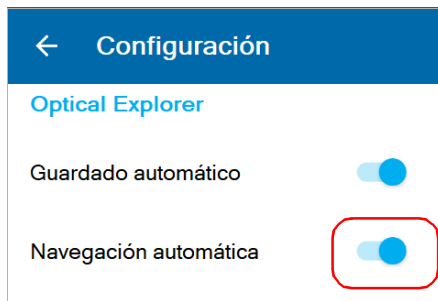 Configuración
Optical Explorer
Guardado automático
Navegación automática